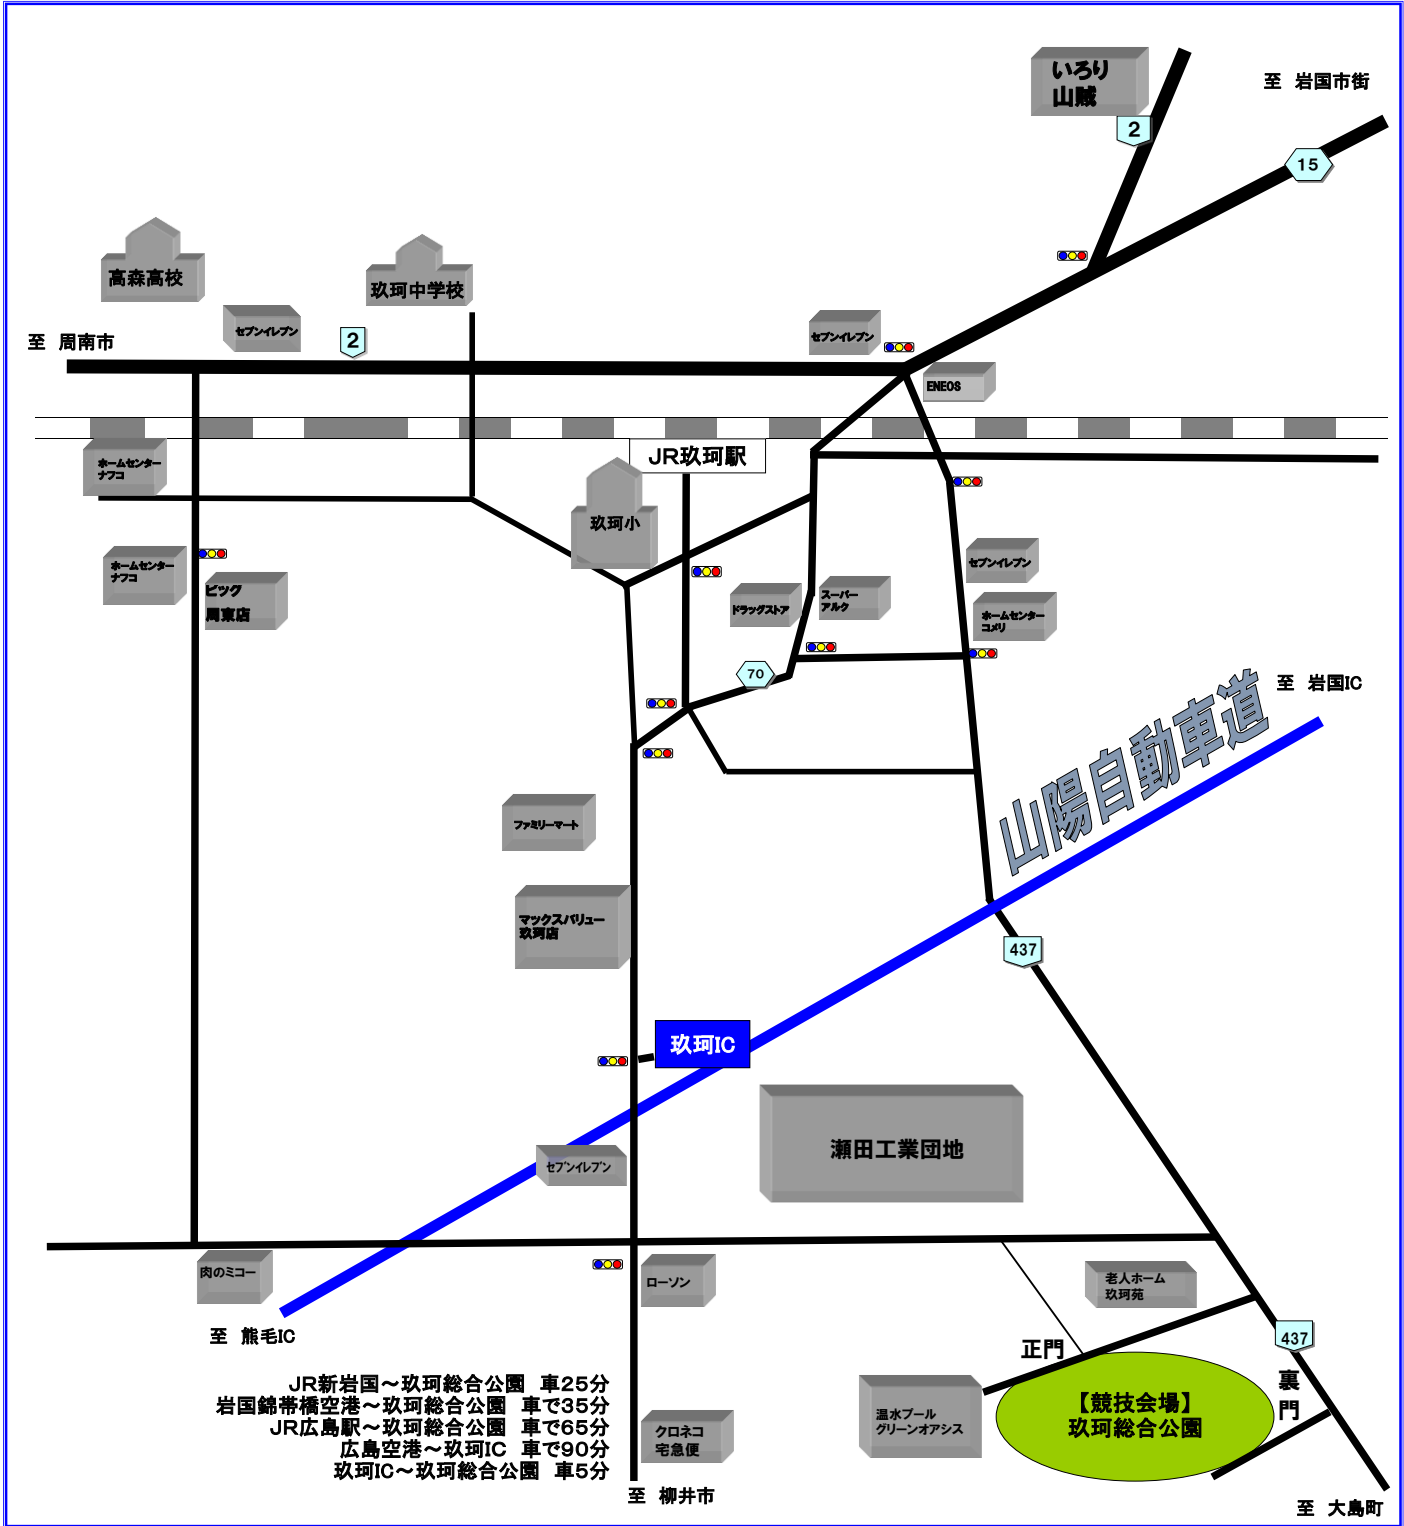 いろり
山賊
至 岩国市街
2
15
高森高校
玖珂中学校
セブンイレブン
2
至 周南市
セブンイレブン
ENEOS
JR玖珂駅
ホームセンター
ナフコ
玖珂小
ホームセンター
ナフコ
ビッグ
周東店
セブンイレブン
ドラッグストア
スーパー
アルク
ホームセンター
コメリ
70
至 岩国IC
山陽自動車道
ファミリーマート
マックスバリュー
玖珂店
437
玖珂IC
瀬田工業団地
セブンイレブン
肉のミコー
ローソン
老人ホーム
玖珂苑
至 熊毛IC
437
正門
裏
門
【競技会場】
玖珂総合公園
温水プール
グリーンオアシス
JR新岩国～玖珂総合公園 車25分
岩国錦帯橋空港～玖珂総合公園 車で35分
JR広島駅～玖珂総合公園 車で65分
広島空港～玖珂IC 車で90分
玖珂IC～玖珂総合公園 車5分
クロネコ
宅急便
至 柳井市
至 大島町